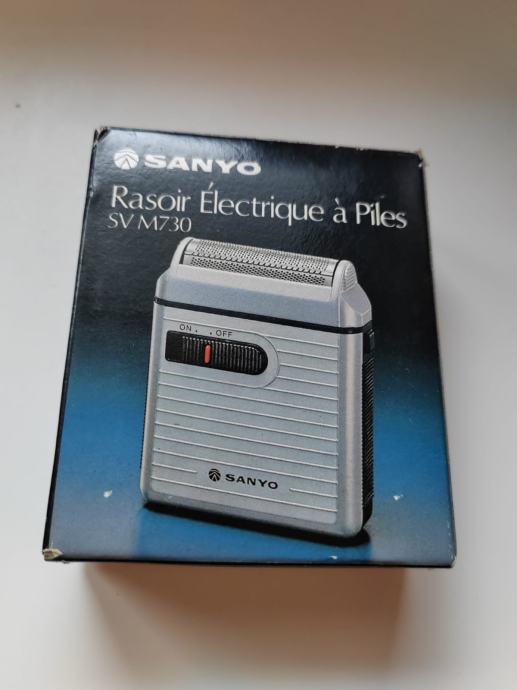 SANYO
Rasoir Électrique à Piles
SV M730
ON . . OFF
SANYO